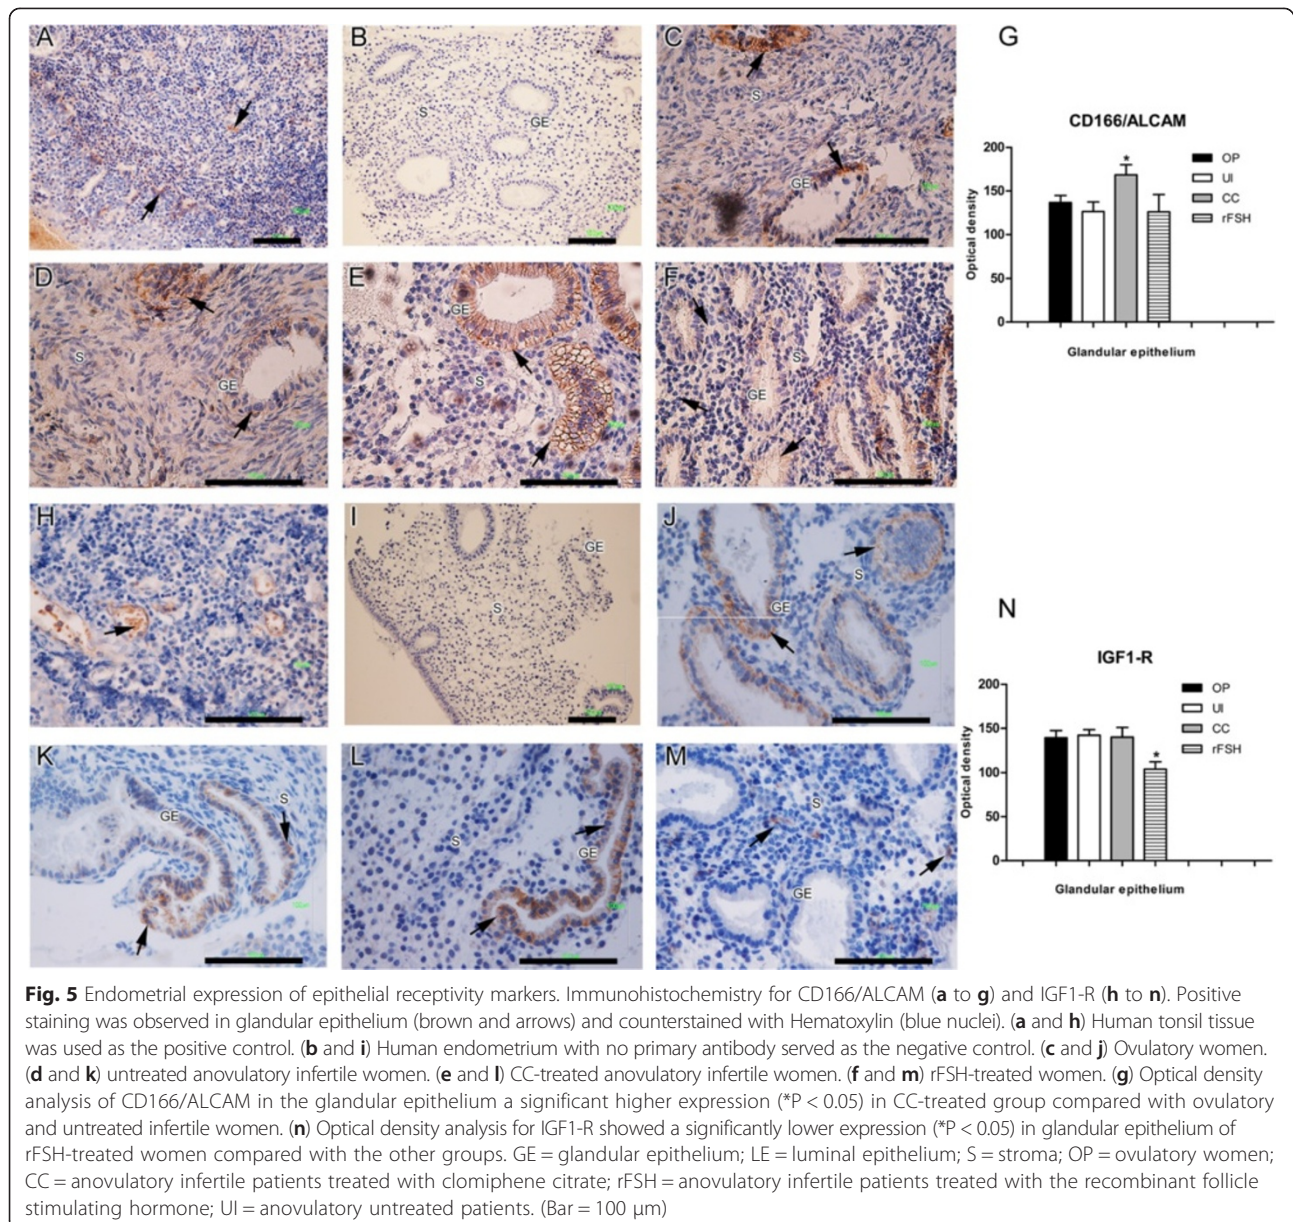 A
B
S
GE
C
S
GE
G
CD166/ALCAM
200
150
100
50
0
Optical density
OP
UI
CC
rFSH
*
Glandular epithelium
D
S
GE
E
GE
S
F
S
GE
H
I
GE
S
J
S
GE
N
IGF1-R
200
150
100
50
0
Optical density
OP
UI
CC
rFSH
*
Glandular epithelium
K
GE
S
L
S
GE
M
S
GE
Fig. 5 Endometrial expression of epithelial receptivity markers. Immunohistochemistry for CD166/ALCAM (a to g) and IGF1-R (h to n). Positive
staining was observed in glandular epithelium (brown and arrows) and counterstained with Hematoxylin (blue nuclei). (a and h) Human tonsil tissue
was used as the positive control. (b and i) Human endometrium with no primary antibody served as the negative control. (c and j) Ovulatory women.
(d and k) untreated anovulatory infertile women. (e and l) CC-treated anovulatory infertile women. (f and m) rFSH-treated women. (g) Optical density
analysis of CD166/ALCAM in the glandular epithelium a significant higher expression (*P < 0.05) in CC-treated group compared with ovulatory
and untreated infertile women. (n) Optical density analysis for IGF1-R showed a significantly lower expression (*P < 0.05) in glandular epithelium of
rFSH-treated women compared with the other groups. GE = glandular epithelium; LE = luminal epithelium; S = stroma; OP = ovulatory women;
CC = anovulatory infertile patients treated with clomiphene citrate; rFSH = anovulatory infertile patients treated with the recombinant follicle
stimulating hormone; UI = anovulatory untreated patients. (Bar = 100 μm)